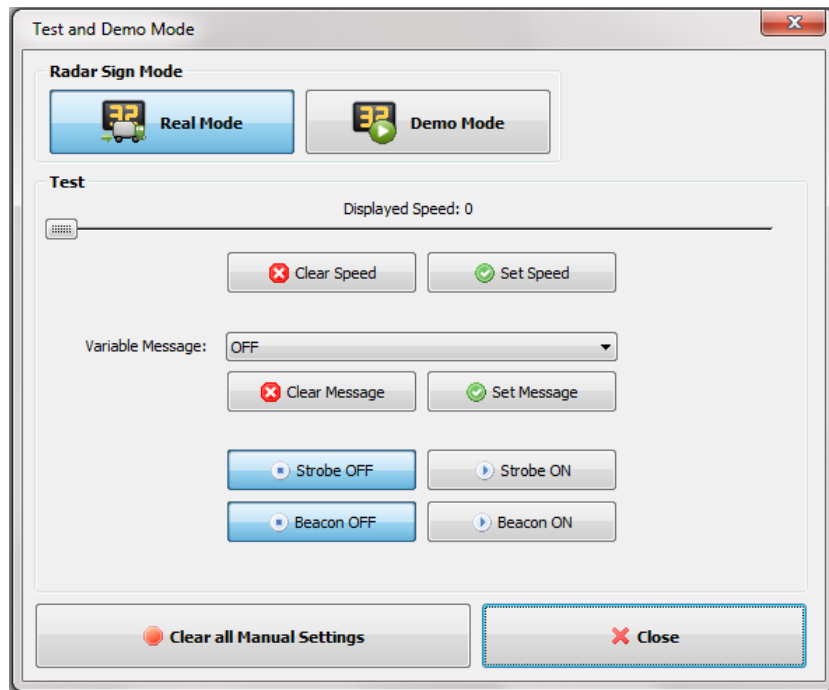 Test and Demo Mode
Radar Sign Mode
32 Real Mode 32 Demo Mode
Test
Displayed Speed: 0
Clear Speed Set Speed
Variable Message: OFF
Clear Message Set Message
Strobe OFF Strobe ON
Beacon OFF Beacon ON
Clear all Manual Settings Close